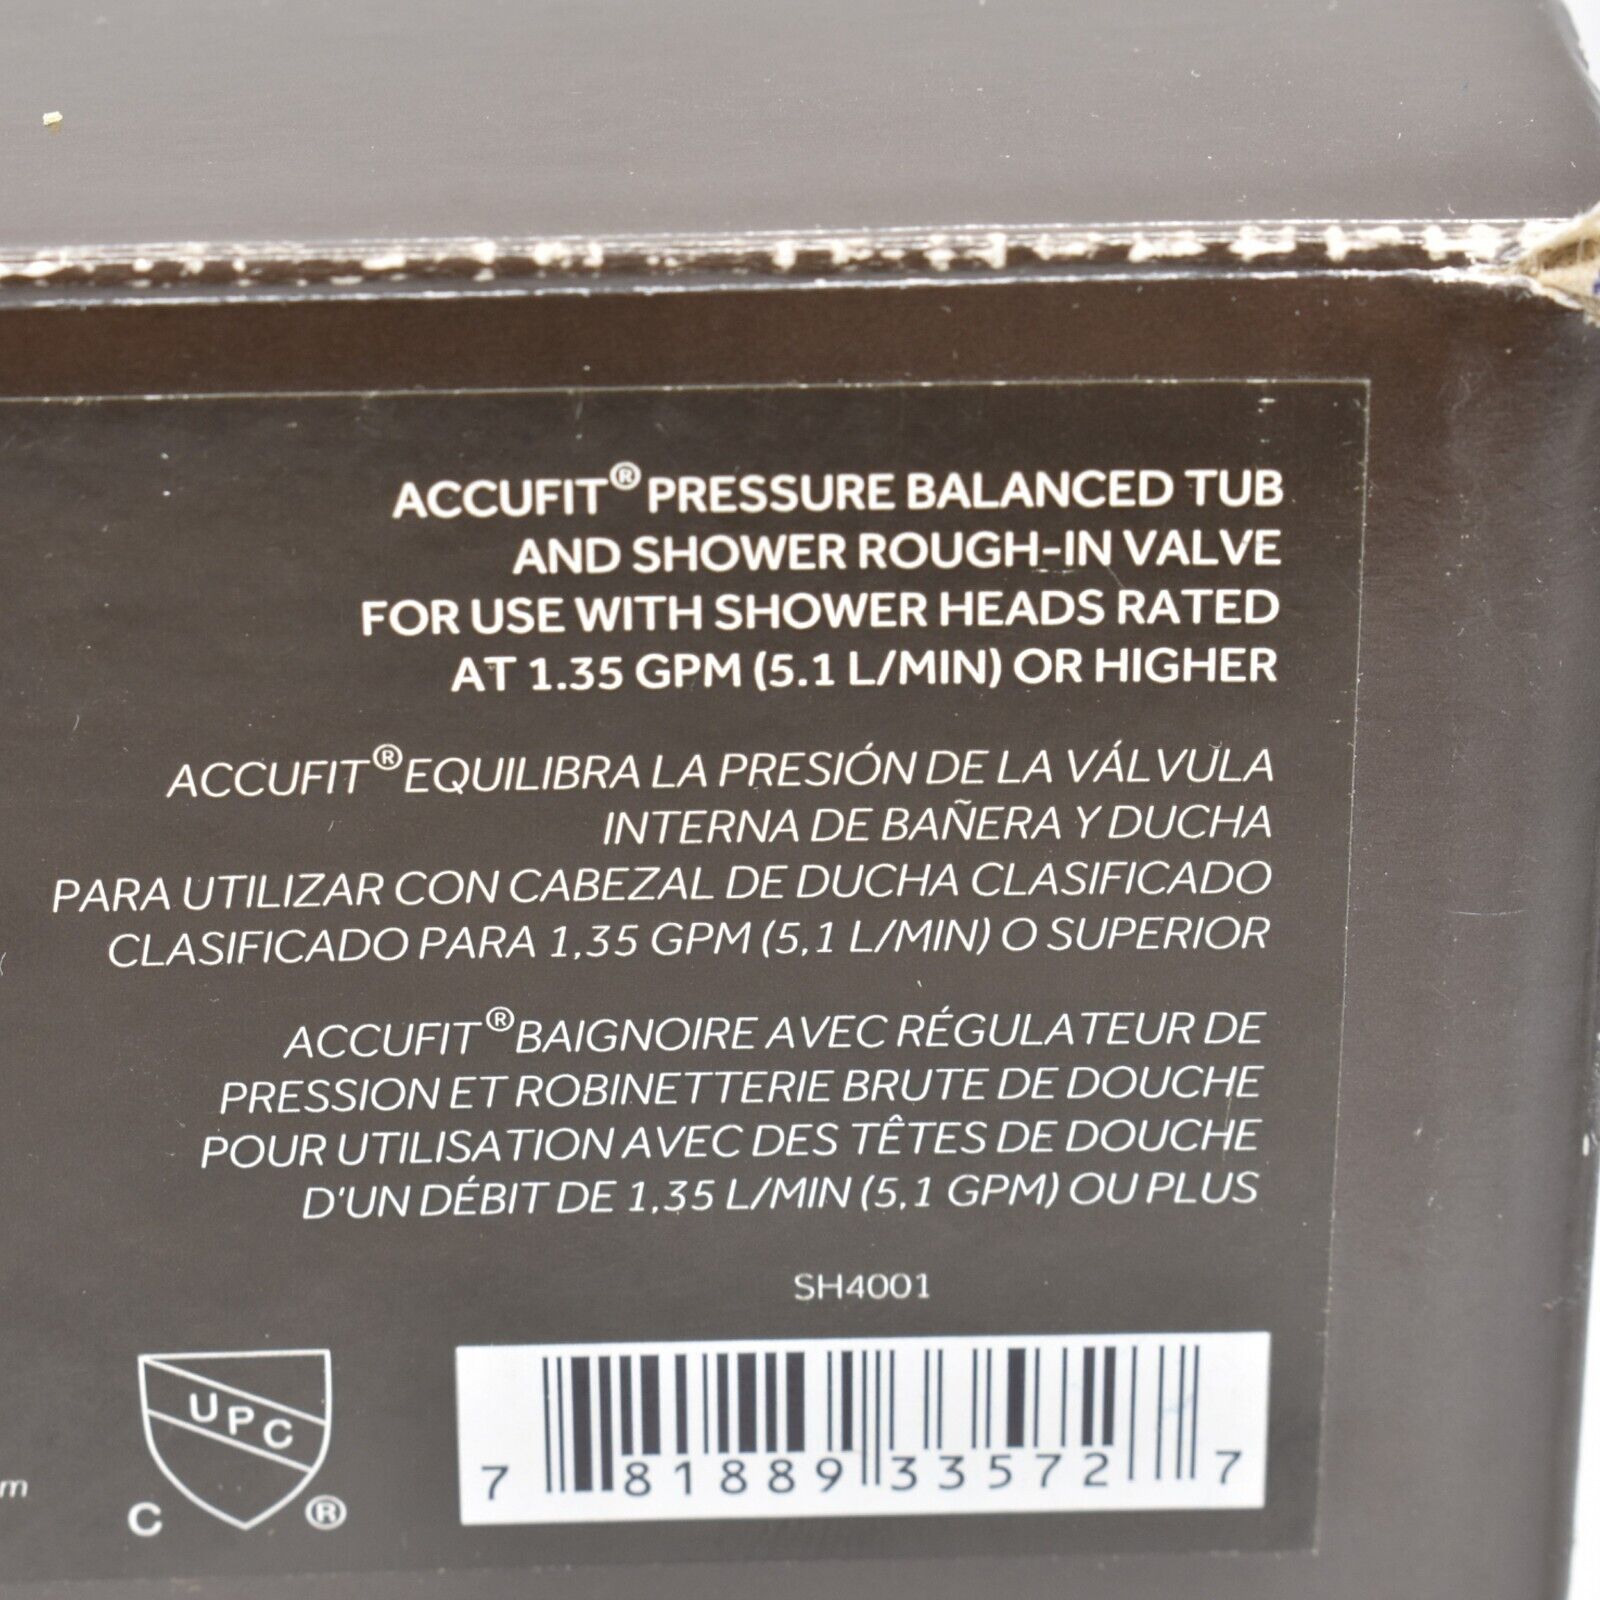 ACCUFIT® PRESSURE BALANCED TUB
AND SHOWER ROUGH-IN VALVE
FOR USE WITH SHOWER HEADS RATED
AT 1.35 GPM (5.1 L/MIN) OR HIGHER
ACCUFIT® EQUILIBRA LA PRESIÓN DE LA VÁLVULA
INTERNA DE BAÑERA Y DUCHA
PARA UTILIZAR CON CABEZAL DE DUCHA CLASIFICADO
CLASIFICADO PARA 1,35 GPM (5,1 L/MIN) O SUPERIOR
ACCUFIT® BAIGNOIRE AVEC RÉGULATEUR DE
PRESSION ET ROBINETTERIE BRUTE DE DOUCHE
POUR UTILISATION AVEC DES TÊTES DE DOUCHE
D'UN DÉBIT DE 1,35 L/MIN (5,1 GPM) OU PLUS
SH4001
UPC
C ®
m
7 81889 33572 7